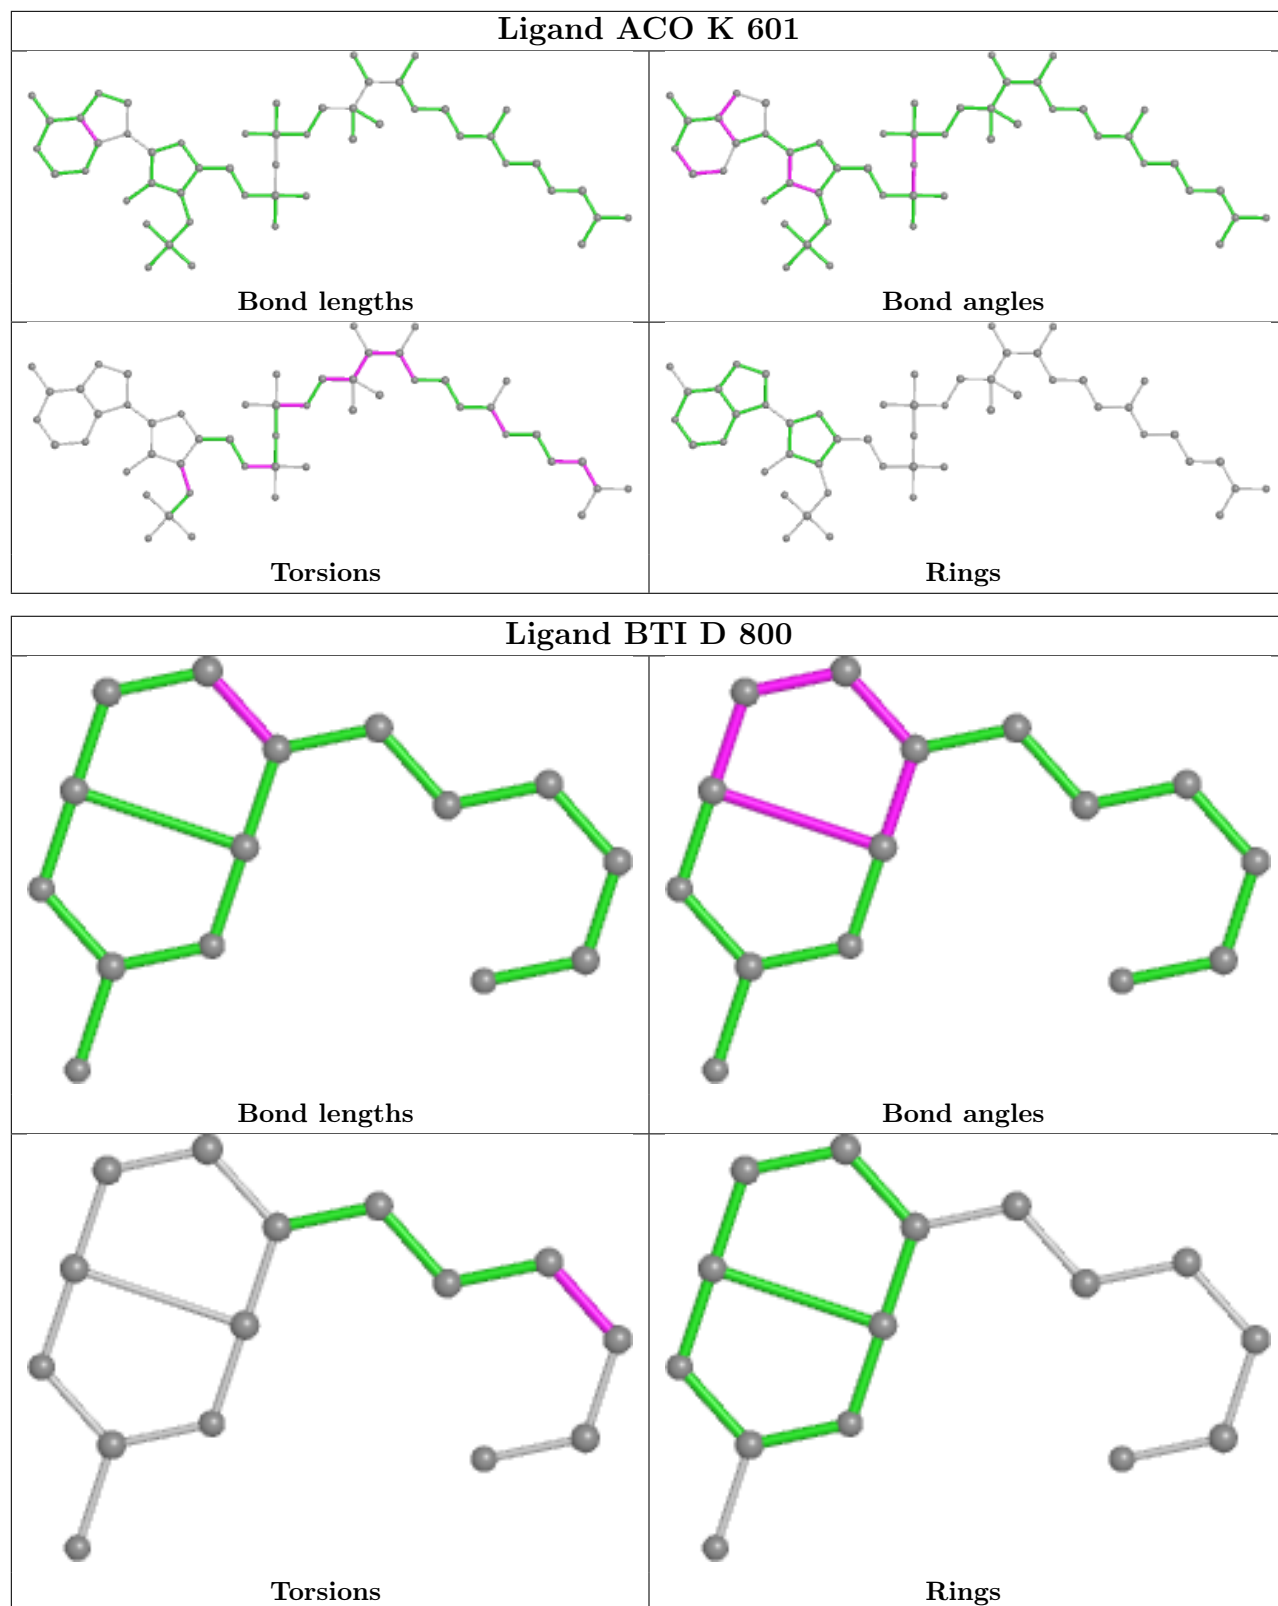 Ligand ACO K 601
Bond lengths
Bond angles
Torsions
Rings
Ligand BTI D 800
Bond lengths
Bond angles
Torsions
Rings